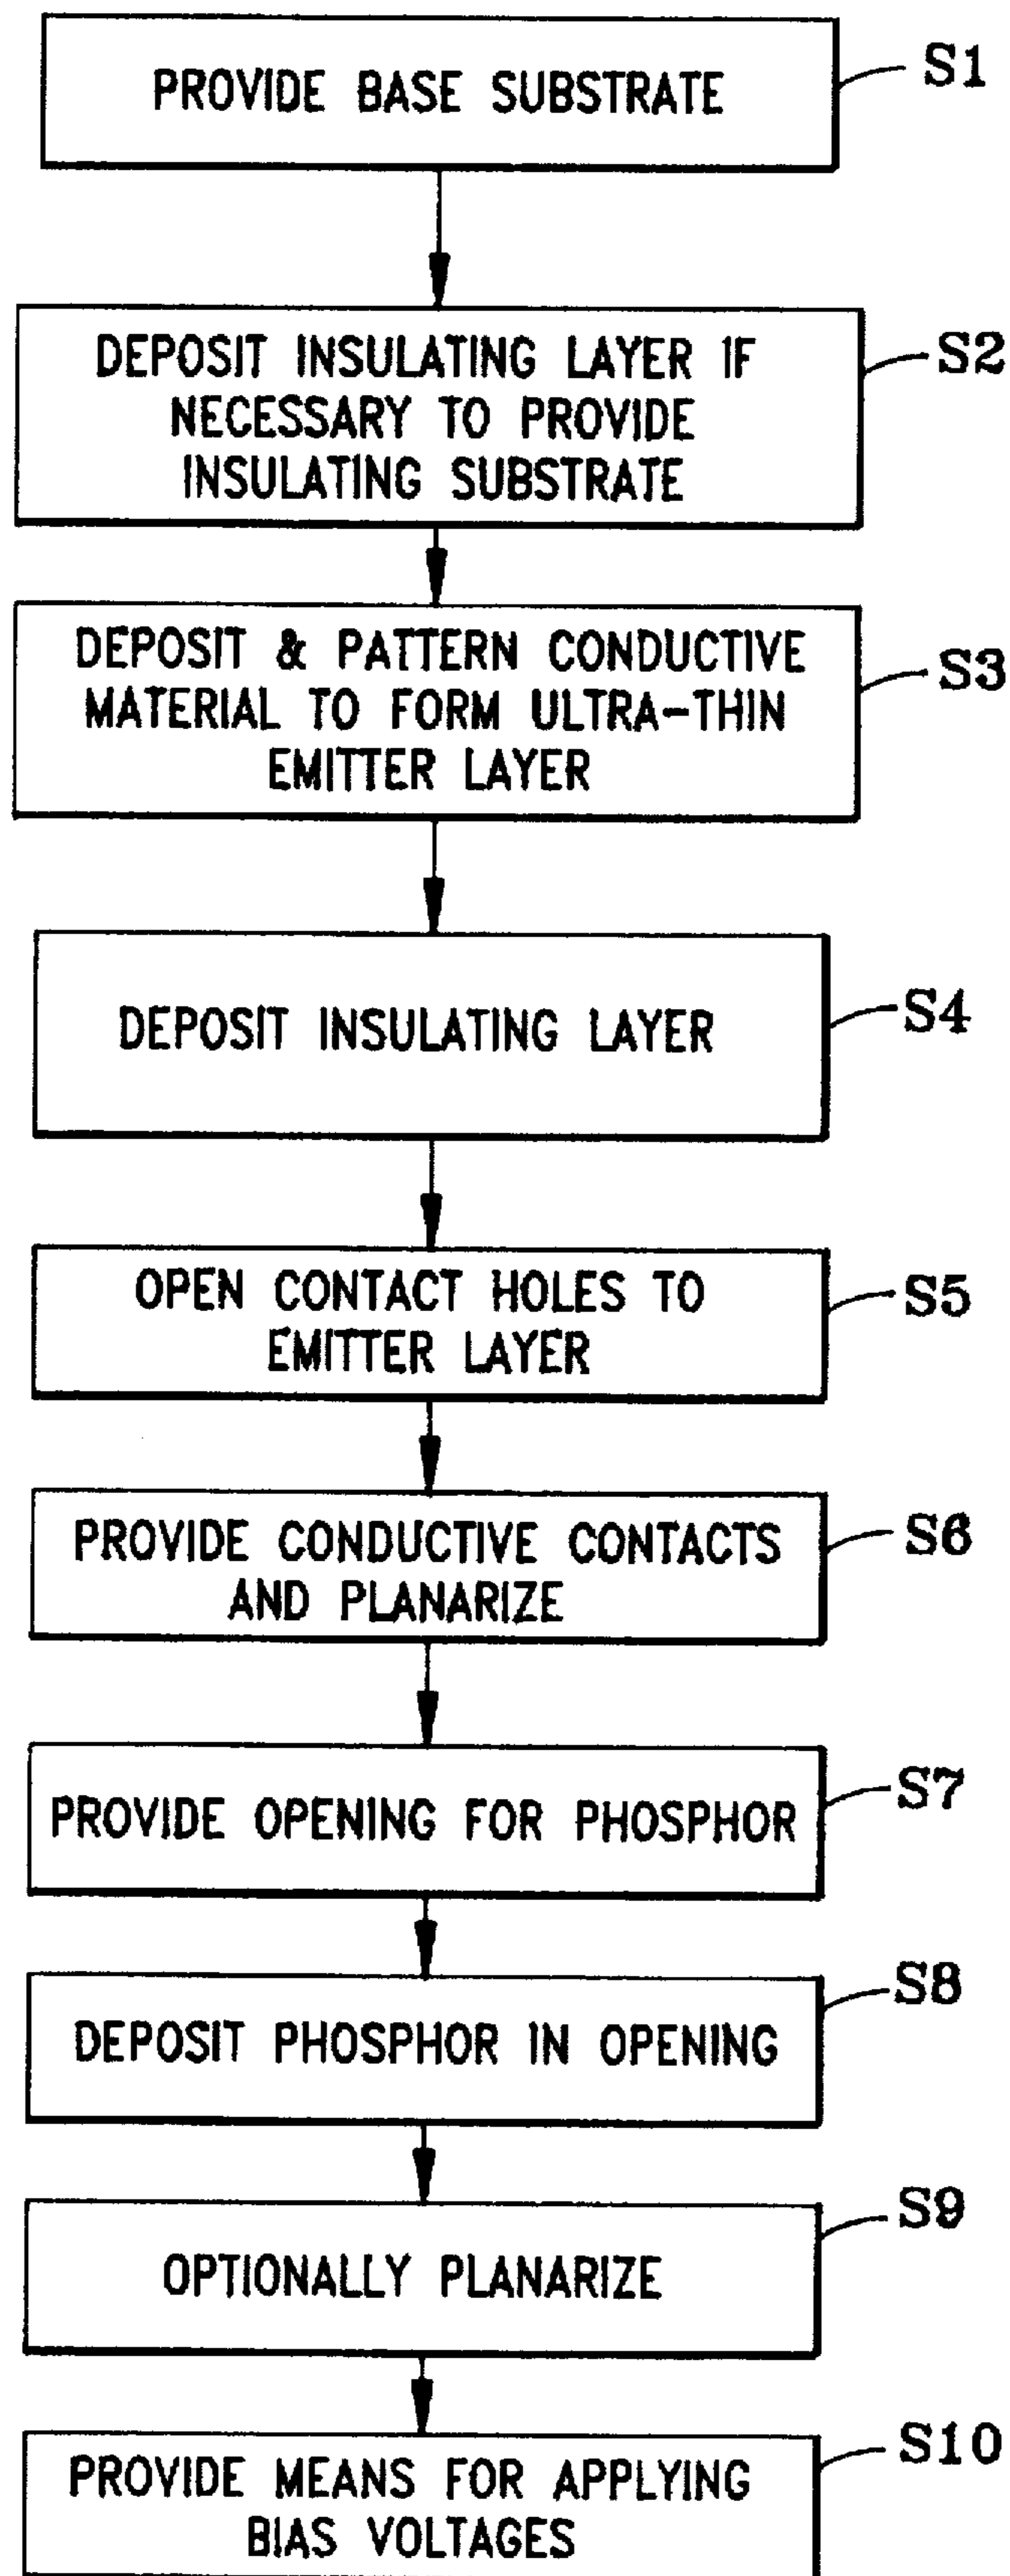 PROVIDE BASE SUBSTRATE
S1
DEPOSIT INSULATING LAYER IF
NECESSARY TO PROVIDE
INSULATING SUBSTRATE
S2
DEPOSIT & PATTERN CONDUCTIVE
MATERIAL TO FORM ULTRA-THIN
EMITTER LAYER
S3
DEPOSIT INSULATING LAYER
S4
OPEN CONTACT HOLES TO
EMITTER LAYER
S5
PROVIDE CONDUCTIVE CONTACTS
AND PLANARIZE
S6
PROVIDE OPENING FOR PHOSPHOR
S7
DEPOSIT PHOSPHOR IN OPENING
S8
OPTIONALLY PLANARIZE
S9
PROVIDE MEANS FOR APPLYING
BIAS VOLTAGES
S10